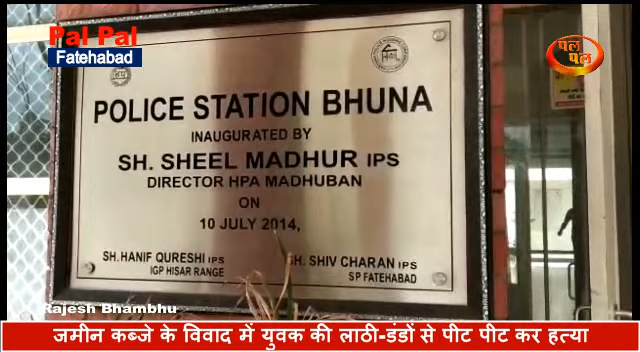 Pal Pal
Fatehabad
पल
पल
POLICE STATION BHUNA
INAUGURATED BY
SH. SHEEL MADHUR IPS
DIRECTOR HPA MADHUBAN
ON
10 JULY 2014,
SH. HANIF QURESHI IPS
IGP HISAR RANGE
SH. SHIV CHARAN IPS
SP FATEHABAD
Rajesh Bhambhu
जमीन कब्जे के विवाद में युवक की लाठी-डंडों से पीट पीट कर हत्या